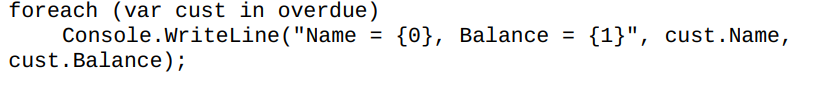 foreach (var cust in overdue)
    Console.WriteLine("Name = {0}, Balance = {1}", cust.Name,
cust.Balance);